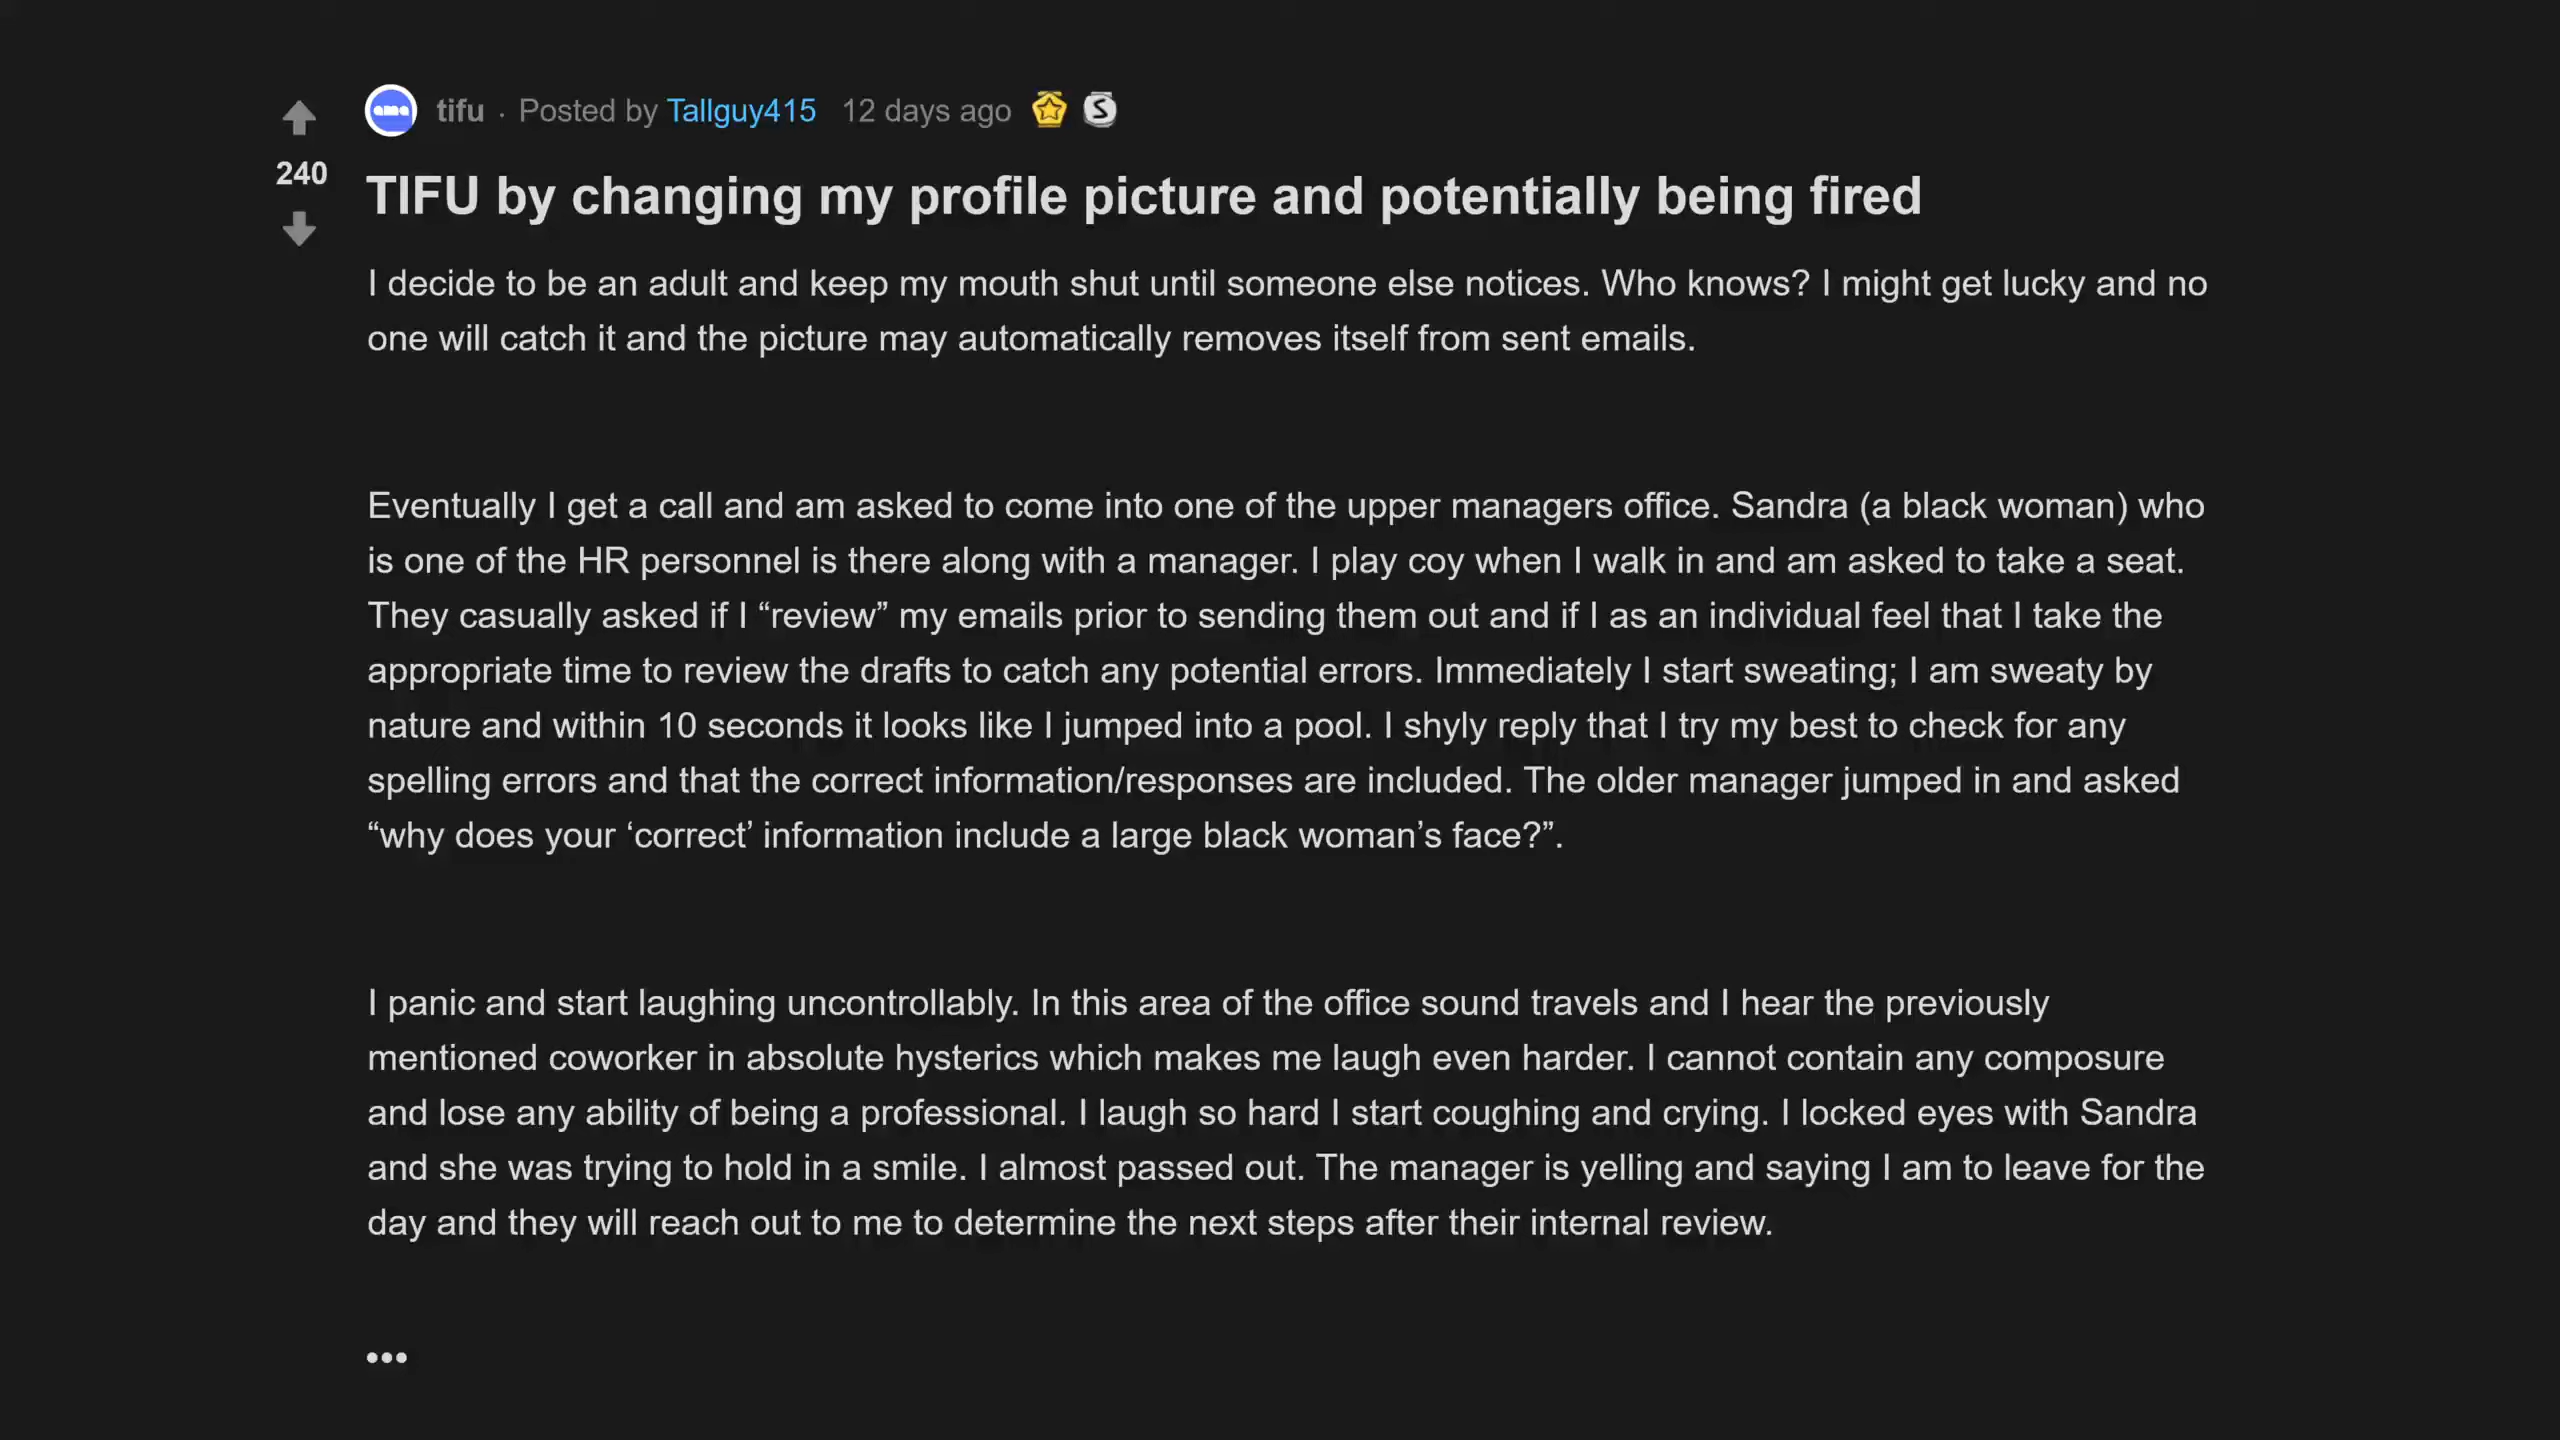 ama tifu · Posted by Tallguy415 12 days ago S
240
TIFU by changing my profile picture and potentially being fired
I decide to be an adult and keep my mouth shut until someone else notices. Who knows? I might get lucky and no
one will catch it and the picture may automatically removes itself from sent emails.
Eventually I get a call and am asked to come into one of the upper managers office. Sandra (a black woman) who
is one of the HR personnel is there along with a manager. I play coy when I walk in and am asked to take a seat.
They casually asked if I “review” my emails prior to sending them out and if I as an individual feel that I take the
appropriate time to review the drafts to catch any potential errors. Immediately I start sweating; I am sweaty by
nature and within 10 seconds it looks like I jumped into a pool. I shyly reply that I try my best to check for any
spelling errors and that the correct information/responses are included. The older manager jumped in and asked
“why does your ‘correct’ information include a large black woman’s face?”.
I panic and start laughing uncontrollably. In this area of the office sound travels and I hear the previously
mentioned coworker in absolute hysterics which makes me laugh even harder. I cannot contain any composure
and lose any ability of being a professional. I laugh so hard I start coughing and crying. I locked eyes with Sandra
and she was trying to hold in a smile. I almost passed out. The manager is yelling and saying I am to leave for the
day and they will reach out to me to determine the next steps after their internal review.
•••